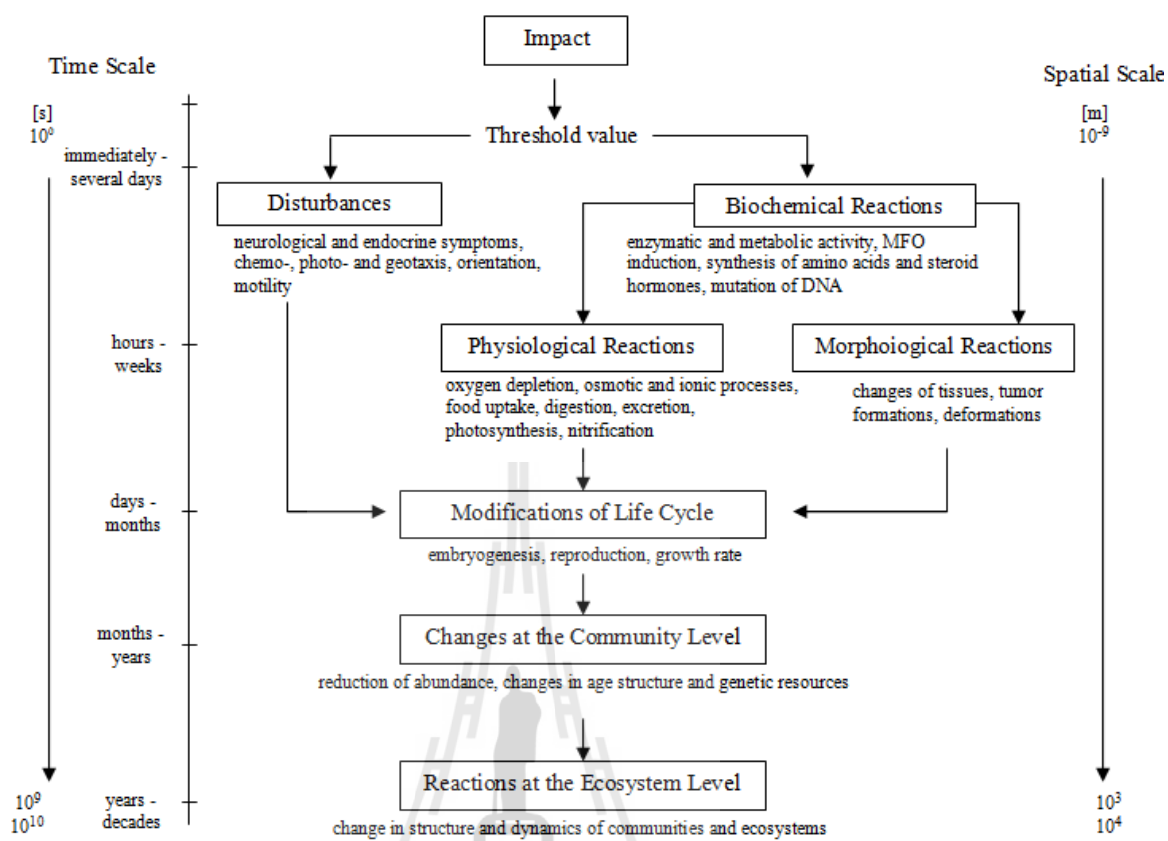 Impact
Time Scale
Spatial Scale
[s]
10⁰
[m]
10⁻⁹
Threshold value
immediately -
several days
Disturbances
neurological and endocrine symptoms,
chemo-, photo- and geotaxis, orientation,
motility
Biochemical Reactions
enzymatic and metabolic activity, MFO
induction, synthesis of amino acids and steroid
hormones, mutation of DNA
hours -
weeks
Physiological Reactions
oxygen depletion, osmotic and ionic processes,
food uptake, digestion, excretion,
photosynthesis, nitrification
Morphoiogical Reactions
changes of tissues, tumor
formations, deformations
days -
months
Modifications of Life Cycle
embryogenesis, reproduction, growth rate
months -
years
Changes at the Community Level
reduction of abundance, changes in age structure and genetic resources
10⁹
10¹⁰
years -
decades
Reactions at the Ecosystem Level
change in structure and dynamics of communities and ecosystems
10³
10⁴